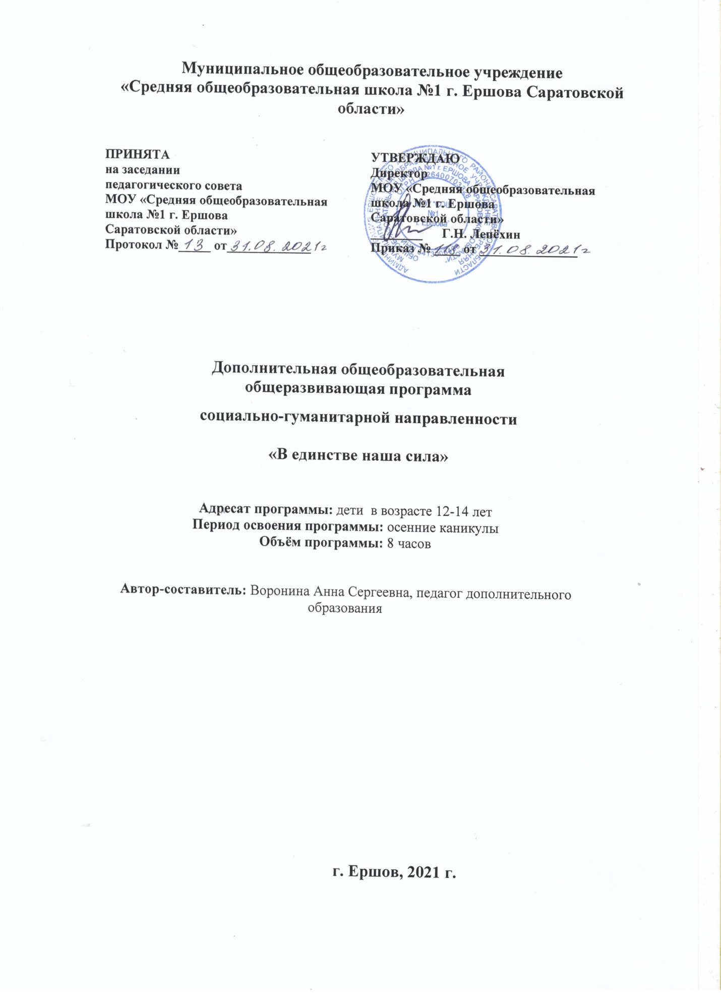 Муниципальное общеобразовательное учреждение
«Средняя общеобразовательная школа №1 г. Ершова Саратовской
области»
ПРИНЯТА
на заседании
педагогического совета
МОУ «Средняя общеобразовательная
школа №1 г. Ершова
Саратовской области»
Протокол № 13 от 31.08.2021г
УТВЕРЖДАЮ
Директор
МОУ «Средняя общеобразовательная
школа №1 г. Ершова
Саратовской области»
Г.Н. Лепёхин
Приказ № от 31.08.2021г
№1
г. Ершова
Дополнительная общеобразовательная
общеразвивающая программа
социально-гуманитарной направленности
«В единстве наша сила»
Адресат программы: дети в возрасте 12-14 лет
Период освоения программы: осенние каникулы
Объём программы: 8 часов
Автор-составитель: Воронина Анна Сергеевна, педагог дополнительного
образования
г. Ершов, 2021 г.